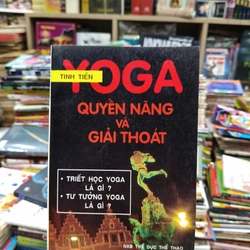 TỊNH TIẾN
YOGA
QUYỀN NĂNG
VÀ
GIẢI THOÁT
• TRIẾT HỌC YOGA
LÀ GÌ ?
• TƯ TƯỞNG YOGA
LÀ GÌ ?
NXB THỂ DỤC THỂ THAO